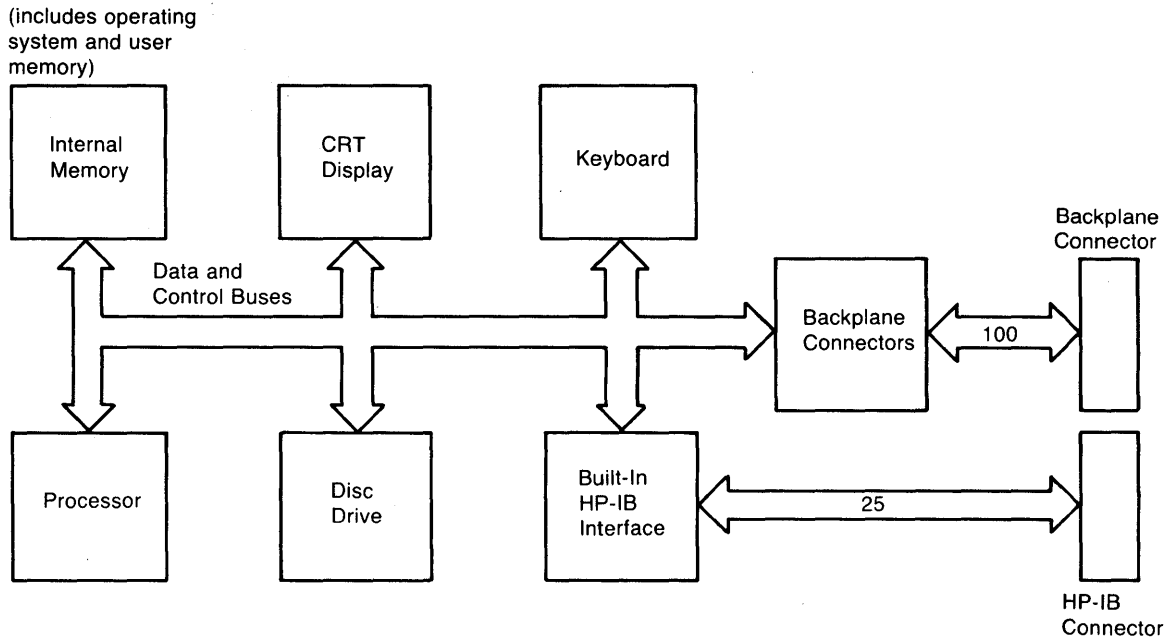 (includes operating
system and user
memory)
Internal
Memory
CRT
Display
Keyboard
Backplane
Connector
Data and
Control Buses
Backplane
Connectors
100
Processor
Disc
Drive
Built-In
HP-IB
Interface
25
HP-IB
Connector